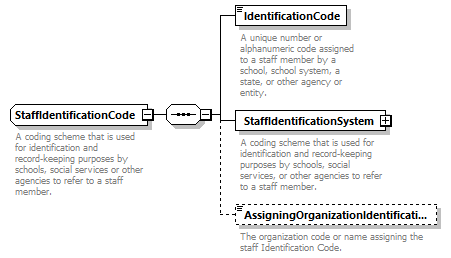 IdentificationCode
A unique number or
alphanumeric code assigned
to a staff member by a
school, school system, a
state, or other agency or
entity.
StaffIdentificationCode
A coding scheme that is used
for identification and
record-keeping purposes by
schools, social services or other
agencies to refer to a staff
member.
StaffIdentificationSystem
A coding scheme that is used for
identification and record-keeping
purposes by schools, social
services, or other agencies to refer
to a staff member.
AssigningOrganizationIdentificati...
The organization code or name assigning the
staff Identification Code.